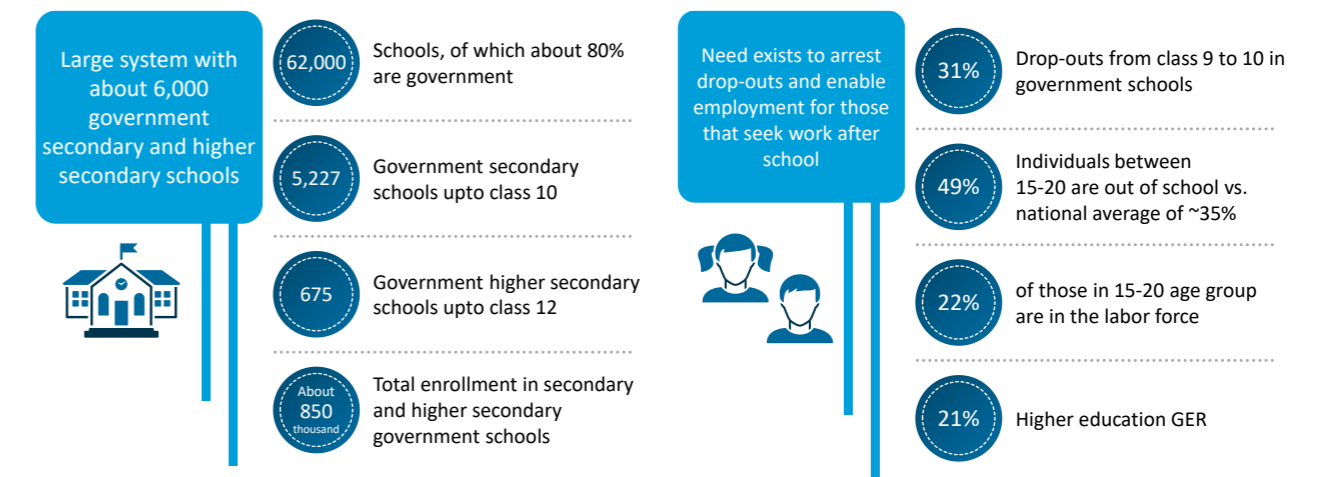 Large system with
about 6,000
government
secondary and higher
secondary schools
62,000
Schools, of which about 80%
are government
5,227
Government secondary
schools upto class 10
675
Government higher secondary
schools upto class 12
About
850
thousand
Total enrollment in secondary
and higher secondary
government schools
Need exists to arrest
drop-outs and enable
employment for those
that seek work after
school
31%
Drop-outs from class 9 to 10 in
government schools
49%
Individuals between
15-20 are out of school vs.
national average of ~35%
22%
of those in 15-20 age group
are in the labor force
21%
Higher education GER